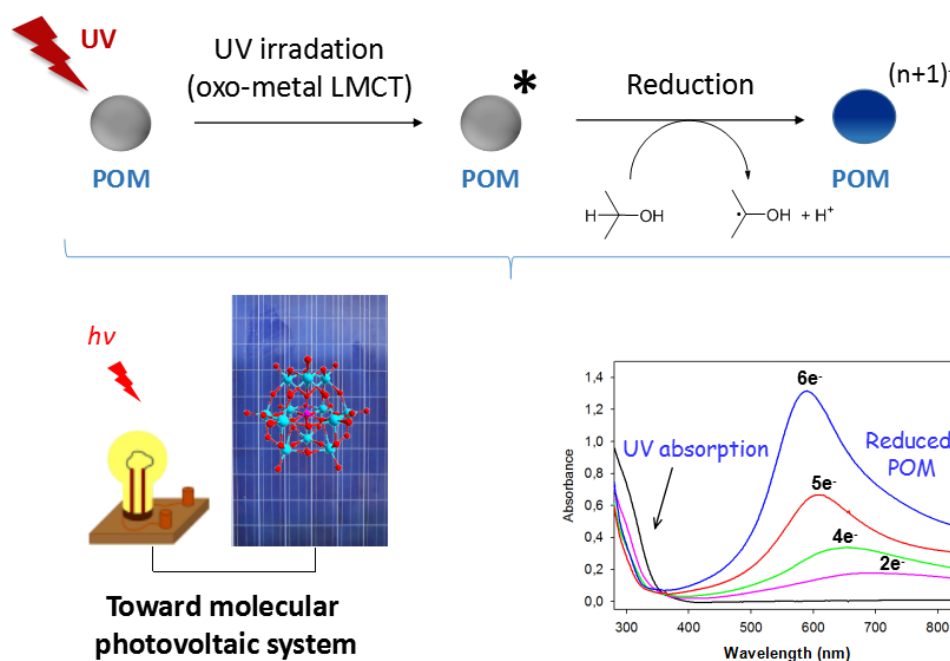 UV
UV irradation
(oxo-metal LMCT)
*
Reduction
(n+1)-
POM
POM
POM
H
OH
OH + H+
hν
Toward molecular
photovoltaic system
1,4
1,2
1,0
0,8
0,6
0,4
0,2
0,0
Absorbance
6e-
UV absorption
Reduced
POM
5e-
4e-
2e-
300 400 500 600 700 800
Wavelength (nm)